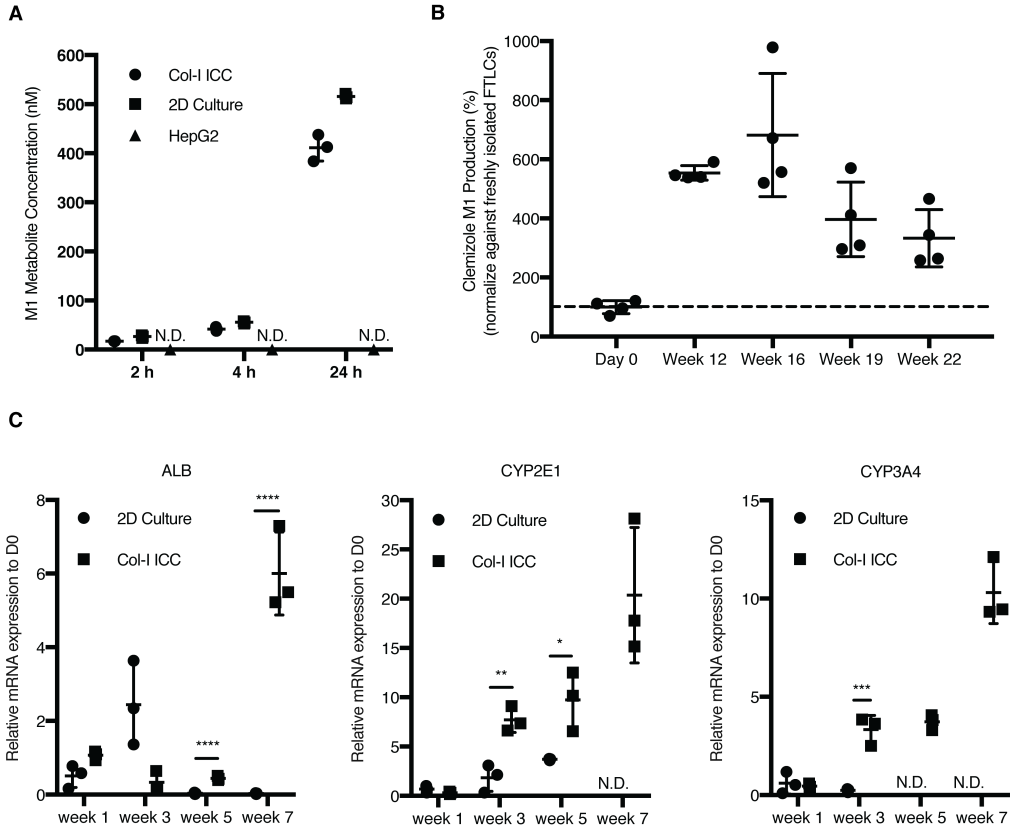 A
M1 Metabolite Concentration (nM)
600
500
400
300
200
100
0
Col-I ICC
2D Culture
HepG2
N.D.
N.D.
N.D.
2 h
4 h
24 h
B
Clemizole M1 Production (%)
(normalize against freshly isolated FTLCs)
1000
800
600
400
200
0
Day 0
Week 12
Week 16
Week 19
Week 22
C
ALB
Relative mRNA expression to D0
8
6
4
2
0
2D Culture
Col-I ICC
****
****
week 1
week 3
week 5
week 7
CYP2E1
Relative mRNA expression to D0
30
25
20
15
10
5
0
2D Culture
Col-I ICC
**
*
N.D.
week 1
week 3
week 5
week 7
CYP3A4
Relative mRNA expression to D0
15
10
5
0
2D Culture
Col-I ICC
***
N.D.
N.D.
week 1
week 3
week 5
week 7